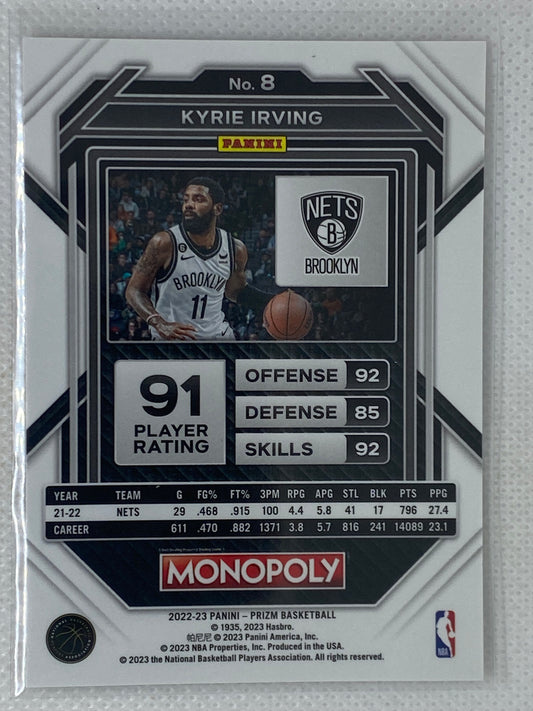 No. 8
KYRIE IRVING
PANINI
NETS
B
BROOKLYN
BROOKLYN
11
91
PLAYER
RATING
OFFENSE 92
DEFENSE 85
SKILLS 92
YEAR TEAM G FG% FT% 3PM RPG APG STL BLK PTS PPG
21-22 NETS 29 .468 .915 100 4.4 5.8 41 17 796 27.4
CAREER 611 .470 .882 1371 3.8 5.7 816 241 14089 23.1
MONOPOLY
2022-23 PANINI – PRIZM BASKETBALL
© 1935, 2023 Hasbro.
帕尼尼 © 2023 Panini America, Inc.
© 2023 NBA Properties, Inc. Produced in the USA.
© 2023 the National Basketball Players Association. All rights reserved.
NBA